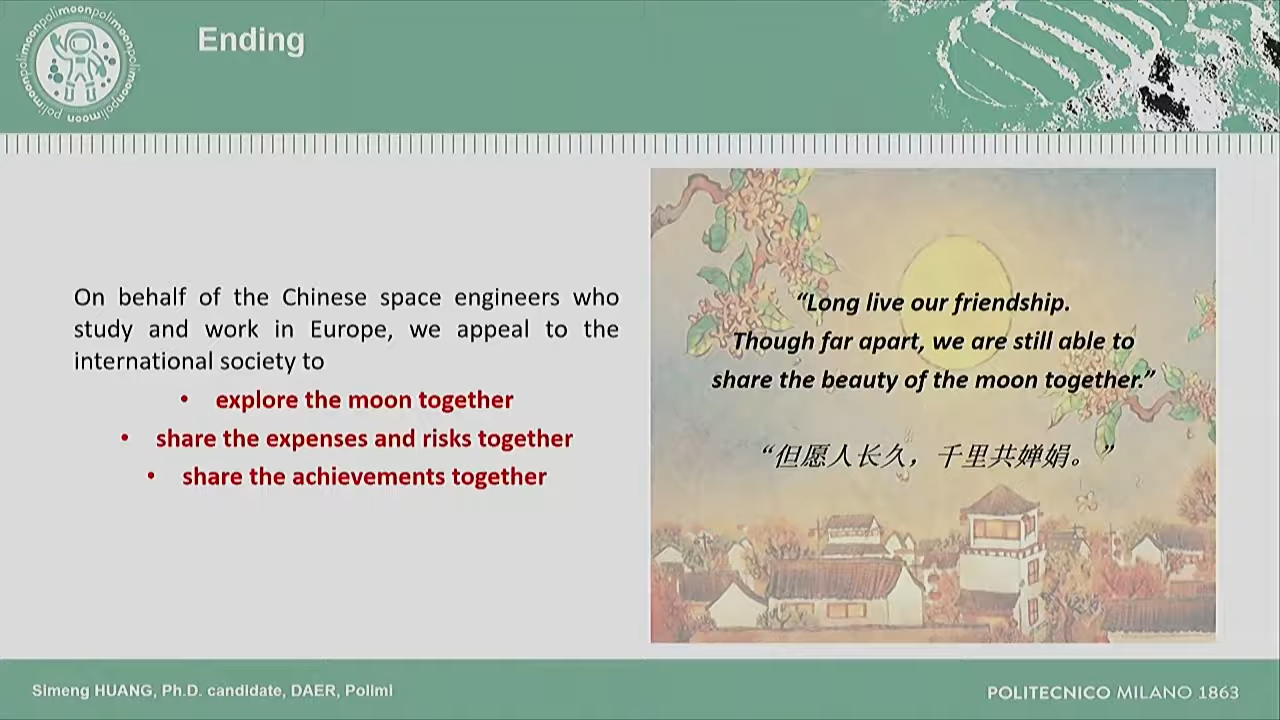 Ending
On behalf of the Chinese space engineers who
study and work in Europe, we appeal to the
international society to
• explore the moon together
• share the expenses and risks together
• share the achievements together
“Long live our friendship.
Though far apart, we are still able to
share the beauty of the moon together.”
“但愿人长久，千里共婵娟。”
Simeng HUANG, Ph.D. candidate, DAER, Polimi
POLITECNICO MILANO 1863
polimoonpolimoonpolimoonpolimoonpolimoon